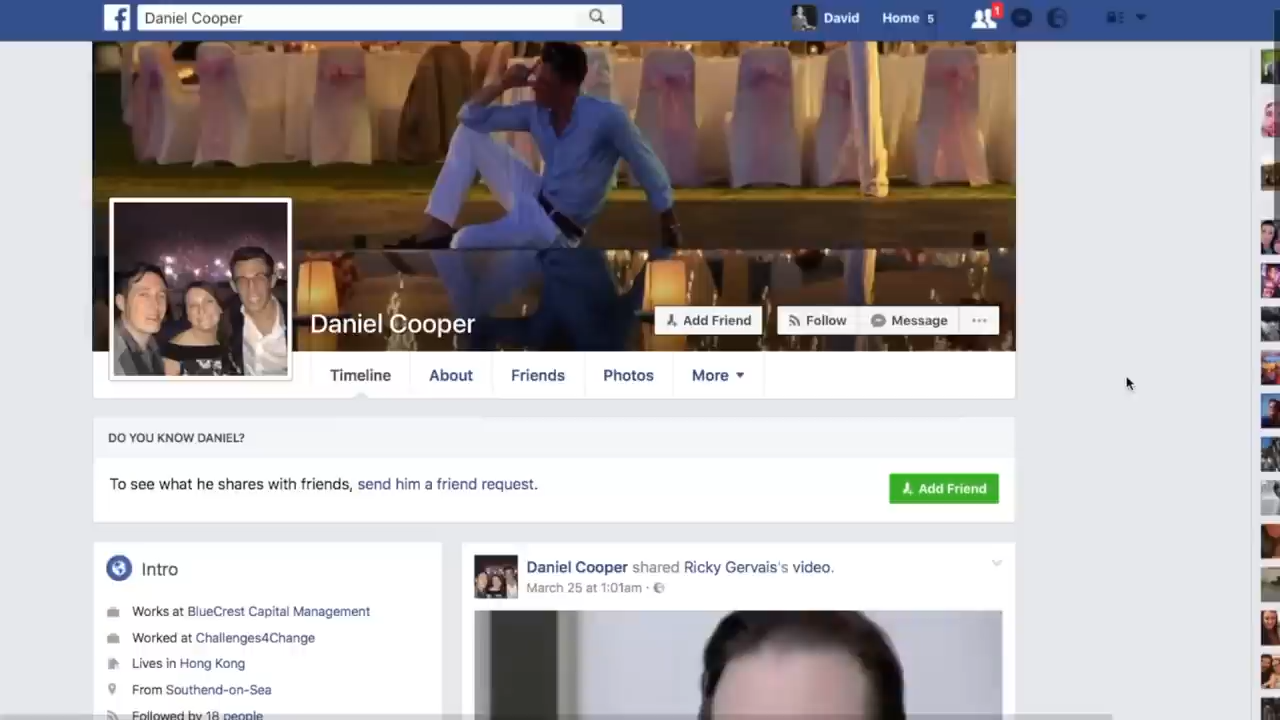 f Daniel Cooper
David Home 5 1
Daniel Cooper
Add Friend Follow Message ...
Timeline About Friends Photos More
DO YOU KNOW DANIEL?
To see what he shares with friends, send him a friend request.
Add Friend
Intro
Works at BlueCrest Capital Management
Worked at Challenges4Change
Lives in Hong Kong
From Southend-on-Sea
Followed by 18 people
Daniel Cooper shared Ricky Gervais's video.
March 25 at 1:01am ·